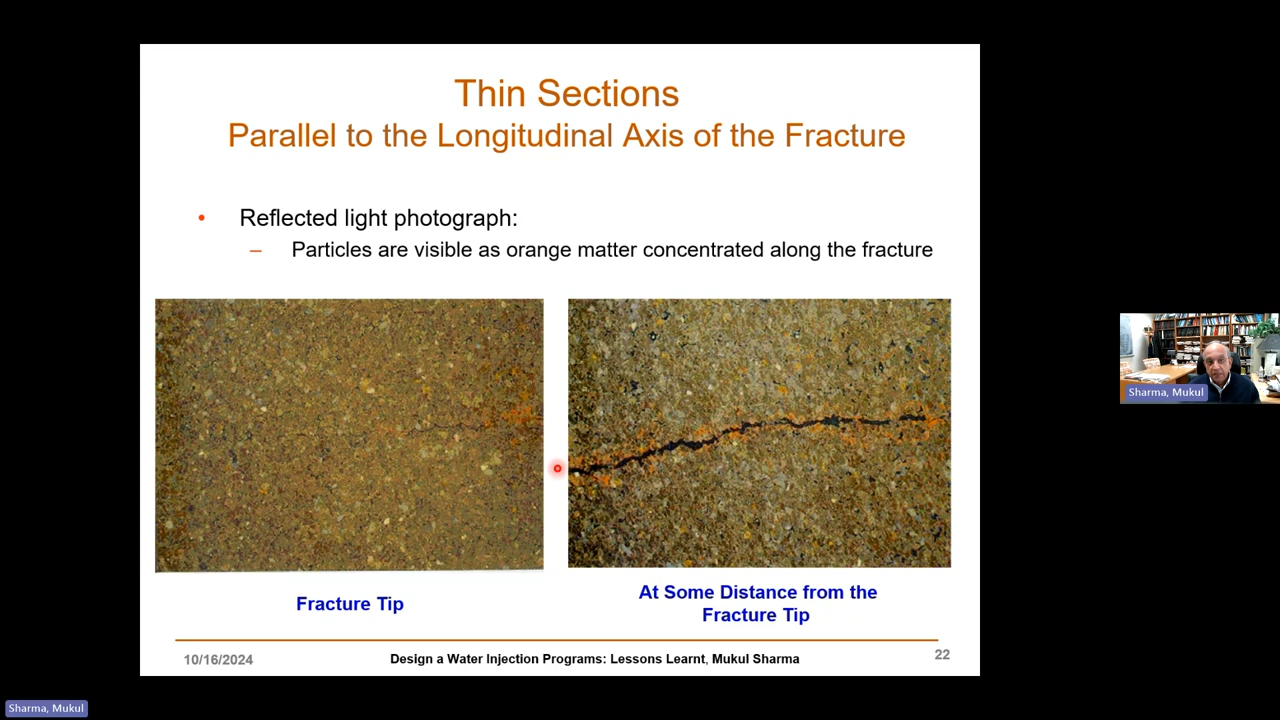 Thin Sections
Parallel to the Longitudinal Axis of the Fracture
• Reflected light photograph:
– Particles are visible as orange matter concentrated along the fracture
Fracture Tip
At Some Distance from the
Fracture Tip
10/16/2024
Design a Water Injection Programs: Lessons Learnt, Mukul Sharma
22
Sharma, Mukul
Sharma, Mukul